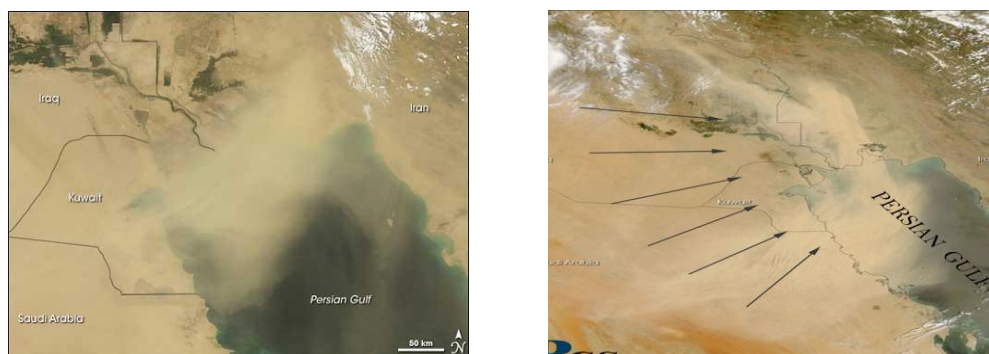 Iraq
Iran
Kuwait
Persian Gulf
Saudi Arabia
50 km
N
Kuwait
PERSIAN GULF